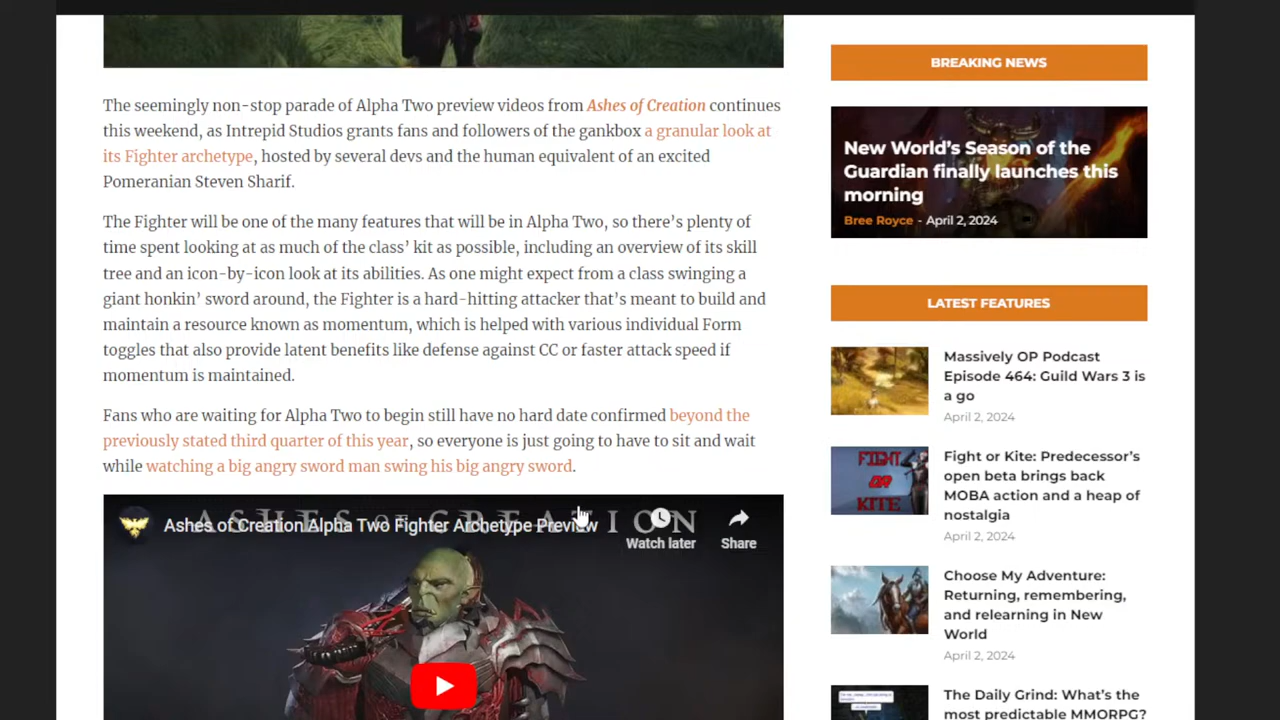 The seemingly non-stop parade of Alpha Two preview videos from Ashes of Creation continues
this weekend, as Intrepid Studios grants fans and followers of the gankbox a granular look at
its Fighter archetype, hosted by several devs and the human equivalent of an excited
Pomeranian Steven Sharif.
The Fighter will be one of the many features that will be in Alpha Two, so there’s plenty of
time spent looking at as much of the class’ kit as possible, including an overview of its skill
tree and an icon-by-icon look at its abilities. As one might expect from a class swinging a
giant honkin’ sword around, the Fighter is a hard-hitting attacker that’s meant to build and
maintain a resource known as momentum, which is helped with various individual Form
toggles that also provide latent benefits like defense against CC or faster attack speed if
momentum is maintained.
Fans who are waiting for Alpha Two to begin still have no hard date confirmed beyond the
previously stated third quarter of this year, so everyone is just going to have to sit and wait
while watching a big angry sword man swing his big angry sword.
ASHES OF CREATION
Ashes of Creation Alpha Two Fighter Archetype Preview
Watch later
Share
BREAKING NEWS
New World’s Season of the
Guardian finally launches this
morning
Bree Royce - April 2, 2024
LATEST FEATURES
Massively OP Podcast
Episode 464: Guild Wars 3 is
a go
April 2, 2024
FIGHT
OR
KITE
Fight or Kite: Predecessor’s
open beta brings back
MOBA action and a heap of
nostalgia
April 2, 2024
Choose My Adventure:
Returning, remembering,
and relearning in New
World
April 2, 2024
The Daily Grind: What’s the
most predictable MMORPG?